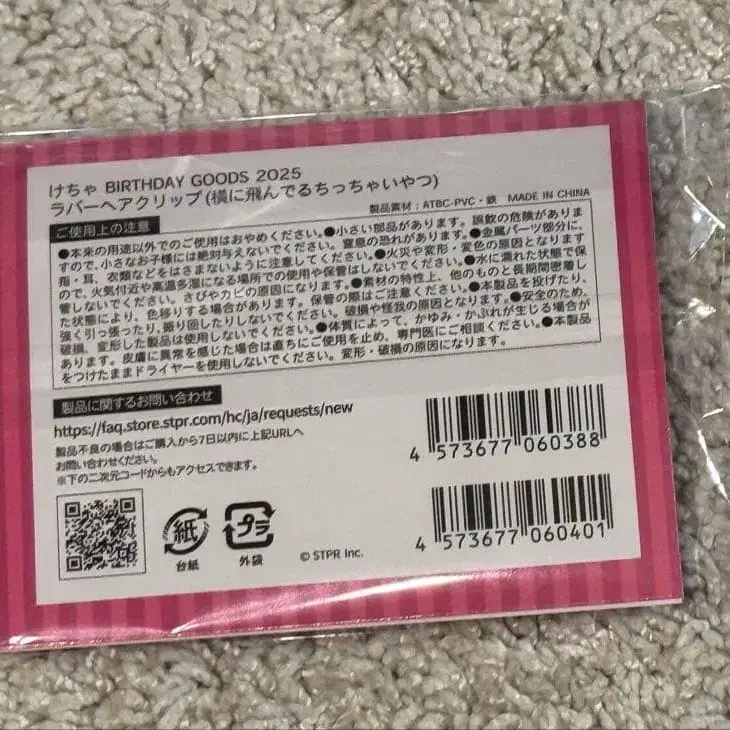 けちゃ BIRTHDAY GOODS 2025
ラバーヘアクリップ(横に飛んでるちっちゃいやつ)
製品素材：ATBC-PVC・鉄 MADE IN CHINA
ご使用上の注意
●本来の用途以外でのご使用はおやめください。●小さい部品があります。誤飲の危険がありま
すので、小さなお子様には絶対与えないでください。窒息の恐れがあります。●金属パーツ部分に、
指・耳、衣類などをはさまないように注意してください。●火災や変形・変色の原因となります
ので、火気付近や高温多湿になる場所での使用や保管はしないでください。●水に濡れた状態で保
管しないでください。さびやカビの原因になります。●素材の特性上、他のものと長期間密着し
た状態により、色移りする場合があります。保管の際はご注意ください。●本製品を投げたり、
強く引っ張ったり、振り回したりしないでください。破損や怪我の原因となります。●安全のため、
破損、変形した製品は使用しないでください。●体質によって、かゆみ・かぶれが生じる場合が
あります。皮膚に異常を感じた場合は直ちにご使用を止め、専門医にご相談ください。●本製品
をつけたままドライヤーを使用しないでください。変形・破損の原因になります。
製品に関するお問い合わせ
https://faq.store.stpr.com/hc/ja/requests/new
製品不良の場合はご購入から7日以内に上記URLへ
お問い合わせください。
※下の二次元コードからもアクセスできます。
4 573677 060388
4 573677 060401
紙
台紙
プラ
外袋
© STPR Inc.